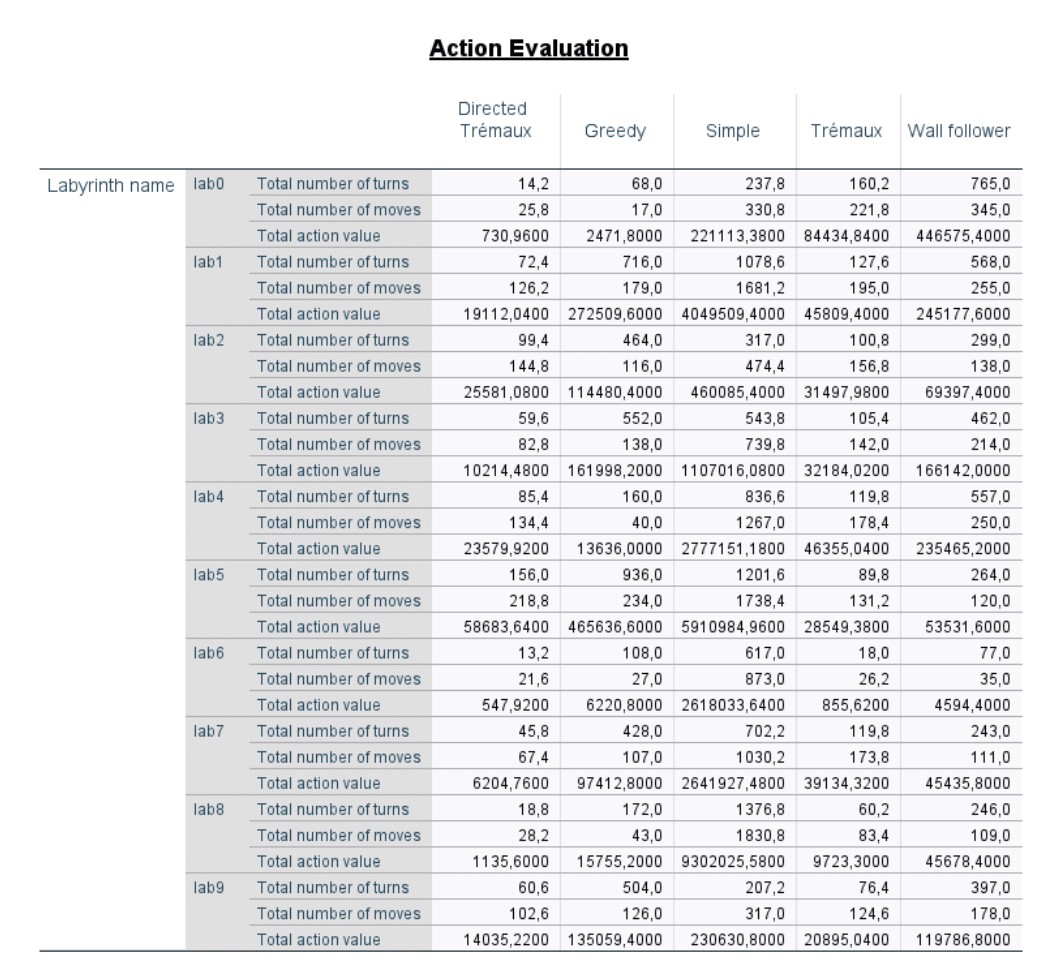 Action Evaluation
Directed Trémaux Greedy Simple Trémaux Wall follower
Labyrinth name lab0 Total number of turns 14,2 68,0 237,8 160,2 765,0
Total number of moves 25,8 17,0 330,8 221,8 345,0
Total action value 730,9600 2471,8000 221113,3800 84434,8400 446575,4000
lab1 Total number of turns 72,4 716,0 1078,6 127,6 568,0
Total number of moves 126,2 179,0 1681,2 195,0 255,0
Total action value 19112,0400 272509,6000 4049509,4000 45809,4000 245177,6000
lab2 Total number of turns 99,4 464,0 317,0 100,8 299,0
Total number of moves 144,8 116,0 474,4 156,8 138,0
Total action value 25581,0800 114480,4000 460085,4000 31497,9800 69397,4000
lab3 Total number of turns 59,6 552,0 543,8 105,4 462,0
Total number of moves 82,8 138,0 739,8 142,0 214,0
Total action value 10214,4800 161998,2000 1107016,0800 32184,0200 166142,0000
lab4 Total number of turns 85,4 160,0 836,6 119,8 557,0
Total number of moves 134,4 40,0 1267,0 178,4 250,0
Total action value 23579,9200 13636,0000 2777151,1800 46355,0400 235465,2000
lab5 Total number of turns 156,0 936,0 1201,6 89,8 264,0
Total number of moves 218,8 234,0 1738,4 131,2 120,0
Total action value 58683,6400 465636,6000 5910984,9600 28549,3800 53531,6000
lab6 Total number of turns 13,2 108,0 617,0 18,0 77,0
Total number of moves 21,6 27,0 873,0 26,2 35,0
Total action value 547,9200 6220,8000 2618033,6400 855,6200 4594,4000
lab7 Total number of turns 45,8 428,0 702,2 119,8 243,0
Total number of moves 67,4 107,0 1030,2 173,8 111,0
Total action value 6204,7600 97412,8000 2641927,4800 39134,3200 45435,8000
lab8 Total number of turns 18,8 172,0 1376,8 60,2 246,0
Total number of moves 28,2 43,0 1830,8 83,4 109,0
Total action value 1135,6000 15755,2000 9302025,5800 9723,3000 45678,4000
lab9 Total number of turns 60,6 504,0 207,2 76,4 397,0
Total number of moves 102,6 126,0 317,0 124,6 178,0
Total action value 14035,2200 135059,4000 230630,8000 20895,0400 119786,8000